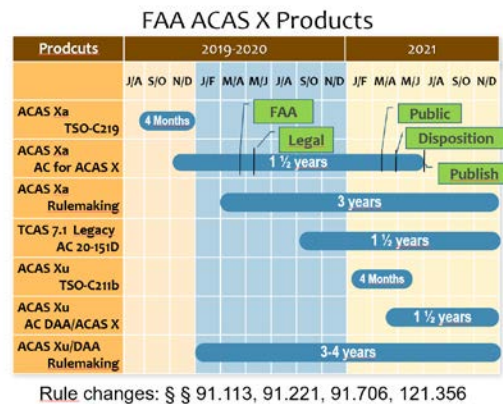 FAA ACAS X Products
Prodcuts 2019-2020 2021
J/A S/O N/D J/F M/A M/J J/A S/O N/D J/F M/A M/J J/A S/O N/D
ACAS Xa
TSO-C219
4 Months
FAA
Legal
Public
Disposition
Publish
ACAS Xa
AC for ACAS X
1 ½ years
ACAS Xa
Rulemaking
3 years
TCAS 7.1 Legacy
AC 20-151D
1 ½ years
ACAS Xu
TSO-C211b
4 Months
ACAS Xu
AC DAA/ACAS X
1 ½ years
ACAS Xu/DAA
Rulemaking
3-4 years
Rule changes: § § 91.113, 91.221, 91.706, 121.356